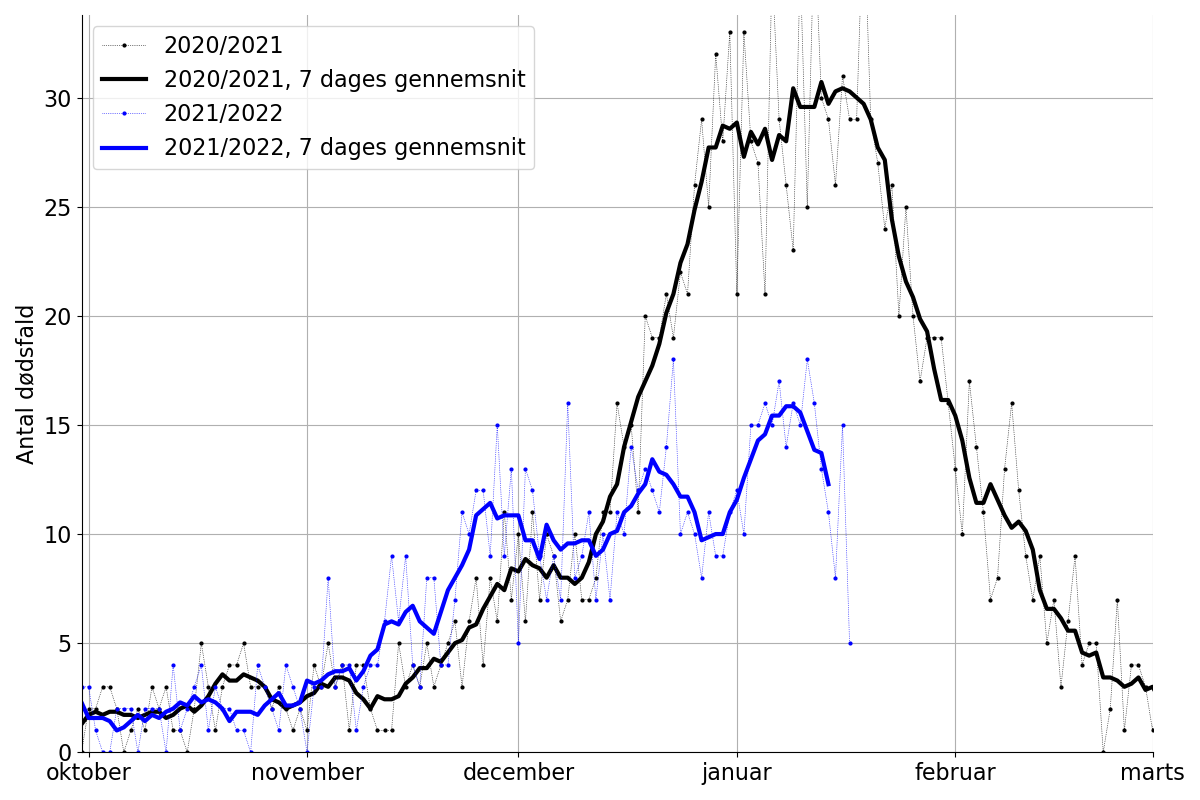 2020/2021
2020/2021, 7 dages gennemsnit
2021/2022
2021/2022, 7 dages gennemsnit
Antal dødsfald
30
25
20
15
10
5
0
oktober november december januar februar marts